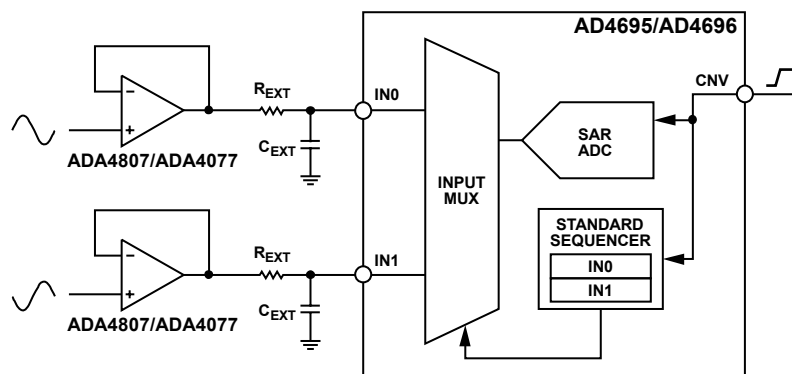 AD4695/AD4696
CNV
R_EXT
IN0
C_EXT
ADA4807/ADA4077
SAR
ADC
INPUT
MUX
STANDARD
SEQUENCER
IN0
IN1
R_EXT
IN1
C_EXT
ADA4807/ADA4077